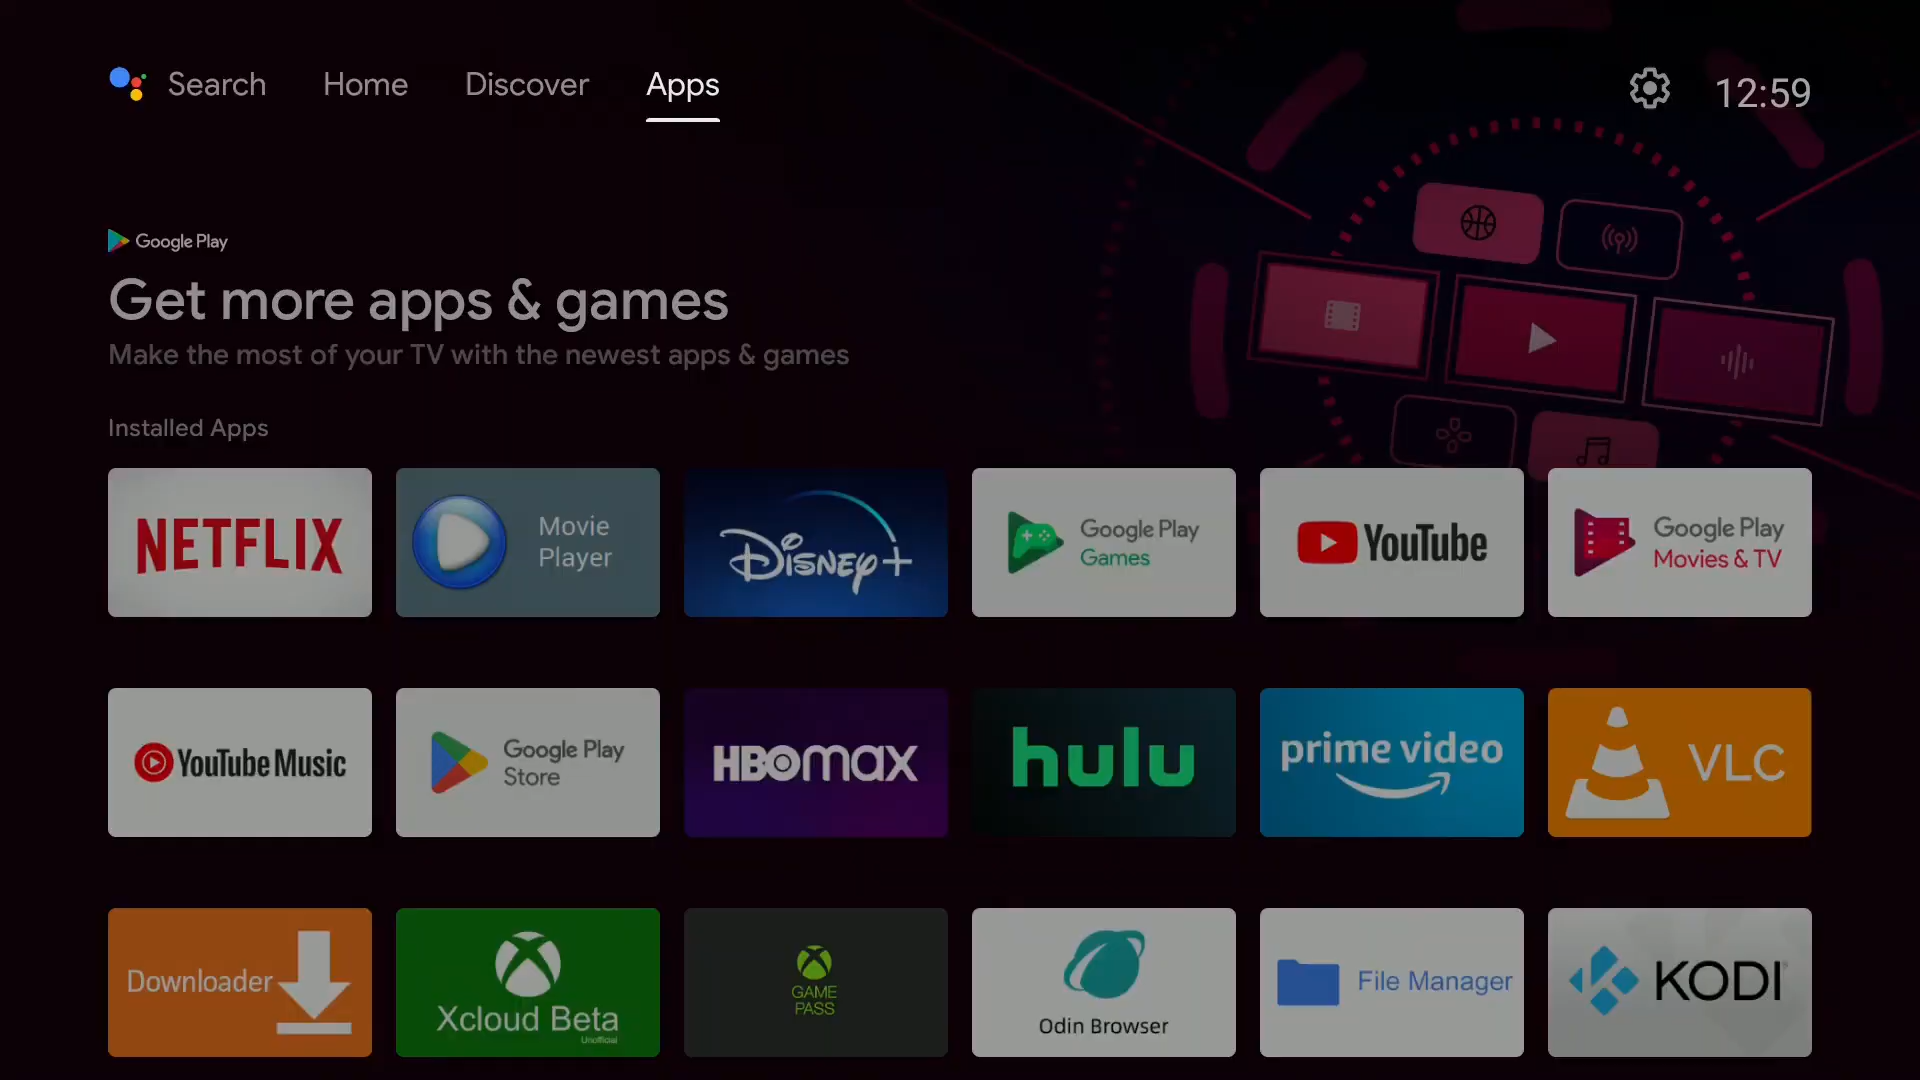 Search Home Discover Apps 12:59
Google Play
Get more apps & games
Make the most of your TV with the newest apps & games
Installed Apps
NETFLIX
Movie
Player
Disney+
Google Play
Games
YouTube
Google Play
Movies & TV
YouTube Music
Google Play
Store
HBOMAX
hulu
prime video
VLC
Downloader
Xcloud Beta
Unofficial
GAME
PASS
Odin Browser
File Manager
KODI